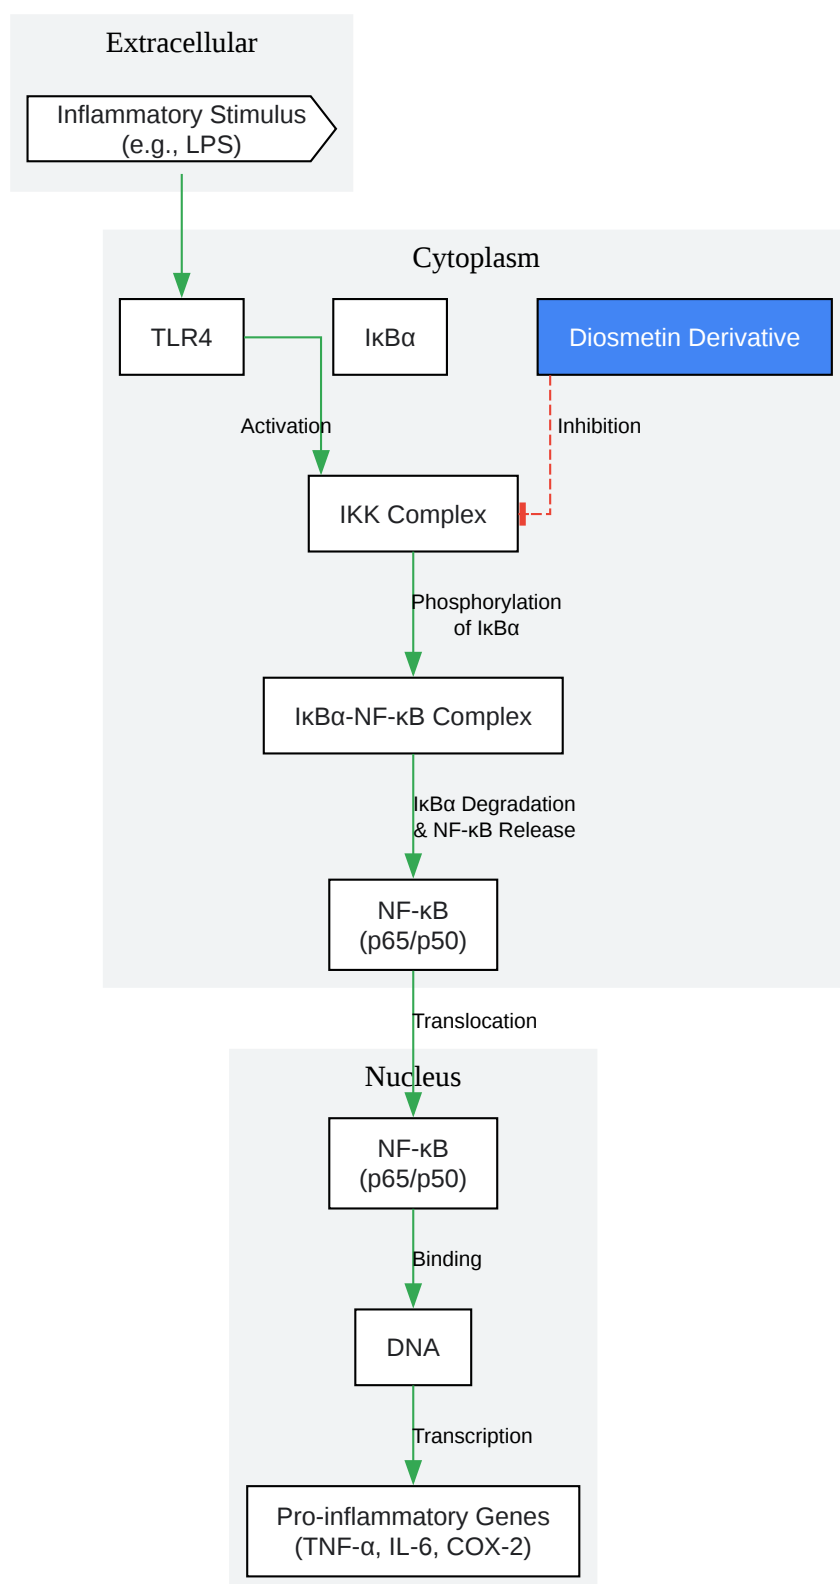 Extracellular
Inflammatory Stimulus
(e.g., LPS)
Cytoplasm
TLR4
IκBα
Diosmetin Derivative
Activation
Inhibition
IKK Complex
Phosphorylation
of IκBα
IκBα-NF-κB Complex
IκBα Degradation
& NF-κB Release
NF-κB
(p65/p50)
Translocation
Nucleus
NF-κB
(p65/p50)
Binding
DNA
Transcription
Pro-inflammatory Genes
(TNF-α, IL-6, COX-2)